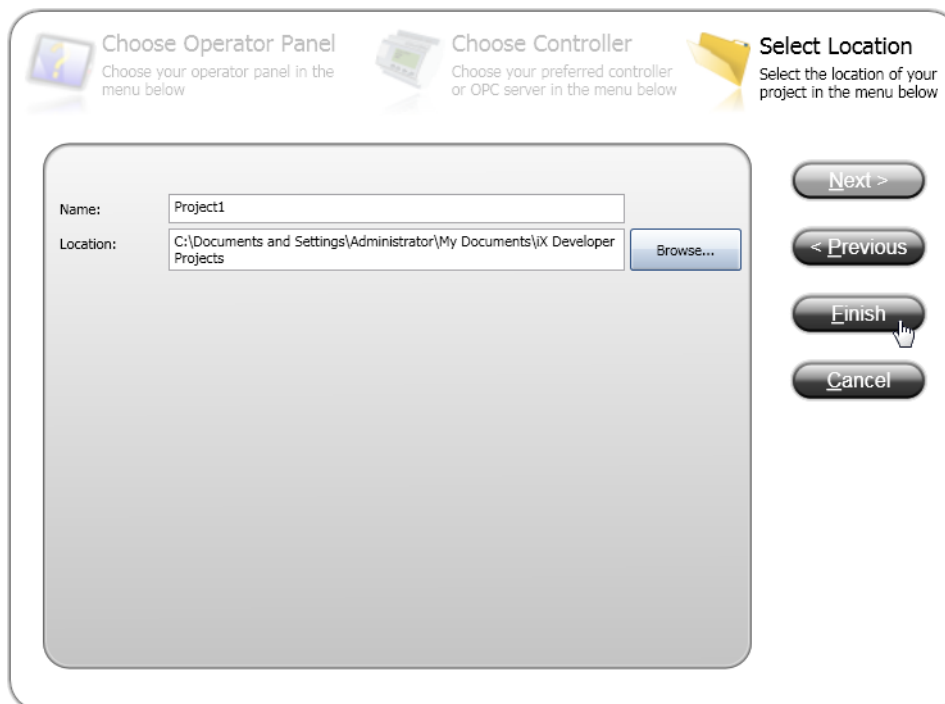 Choose Operator Panel
Choose your operator panel in the
menu below
Choose Controller
Choose your preferred controller
or OPC server in the menu below
Select Location
Select the location of your
project in the menu below
Name:
Project1
Location:
C:\Documents and Settings\Administrator\My Documents\iX Developer
Projects
Browse...
Next >
< Previous
Finish
Cancel